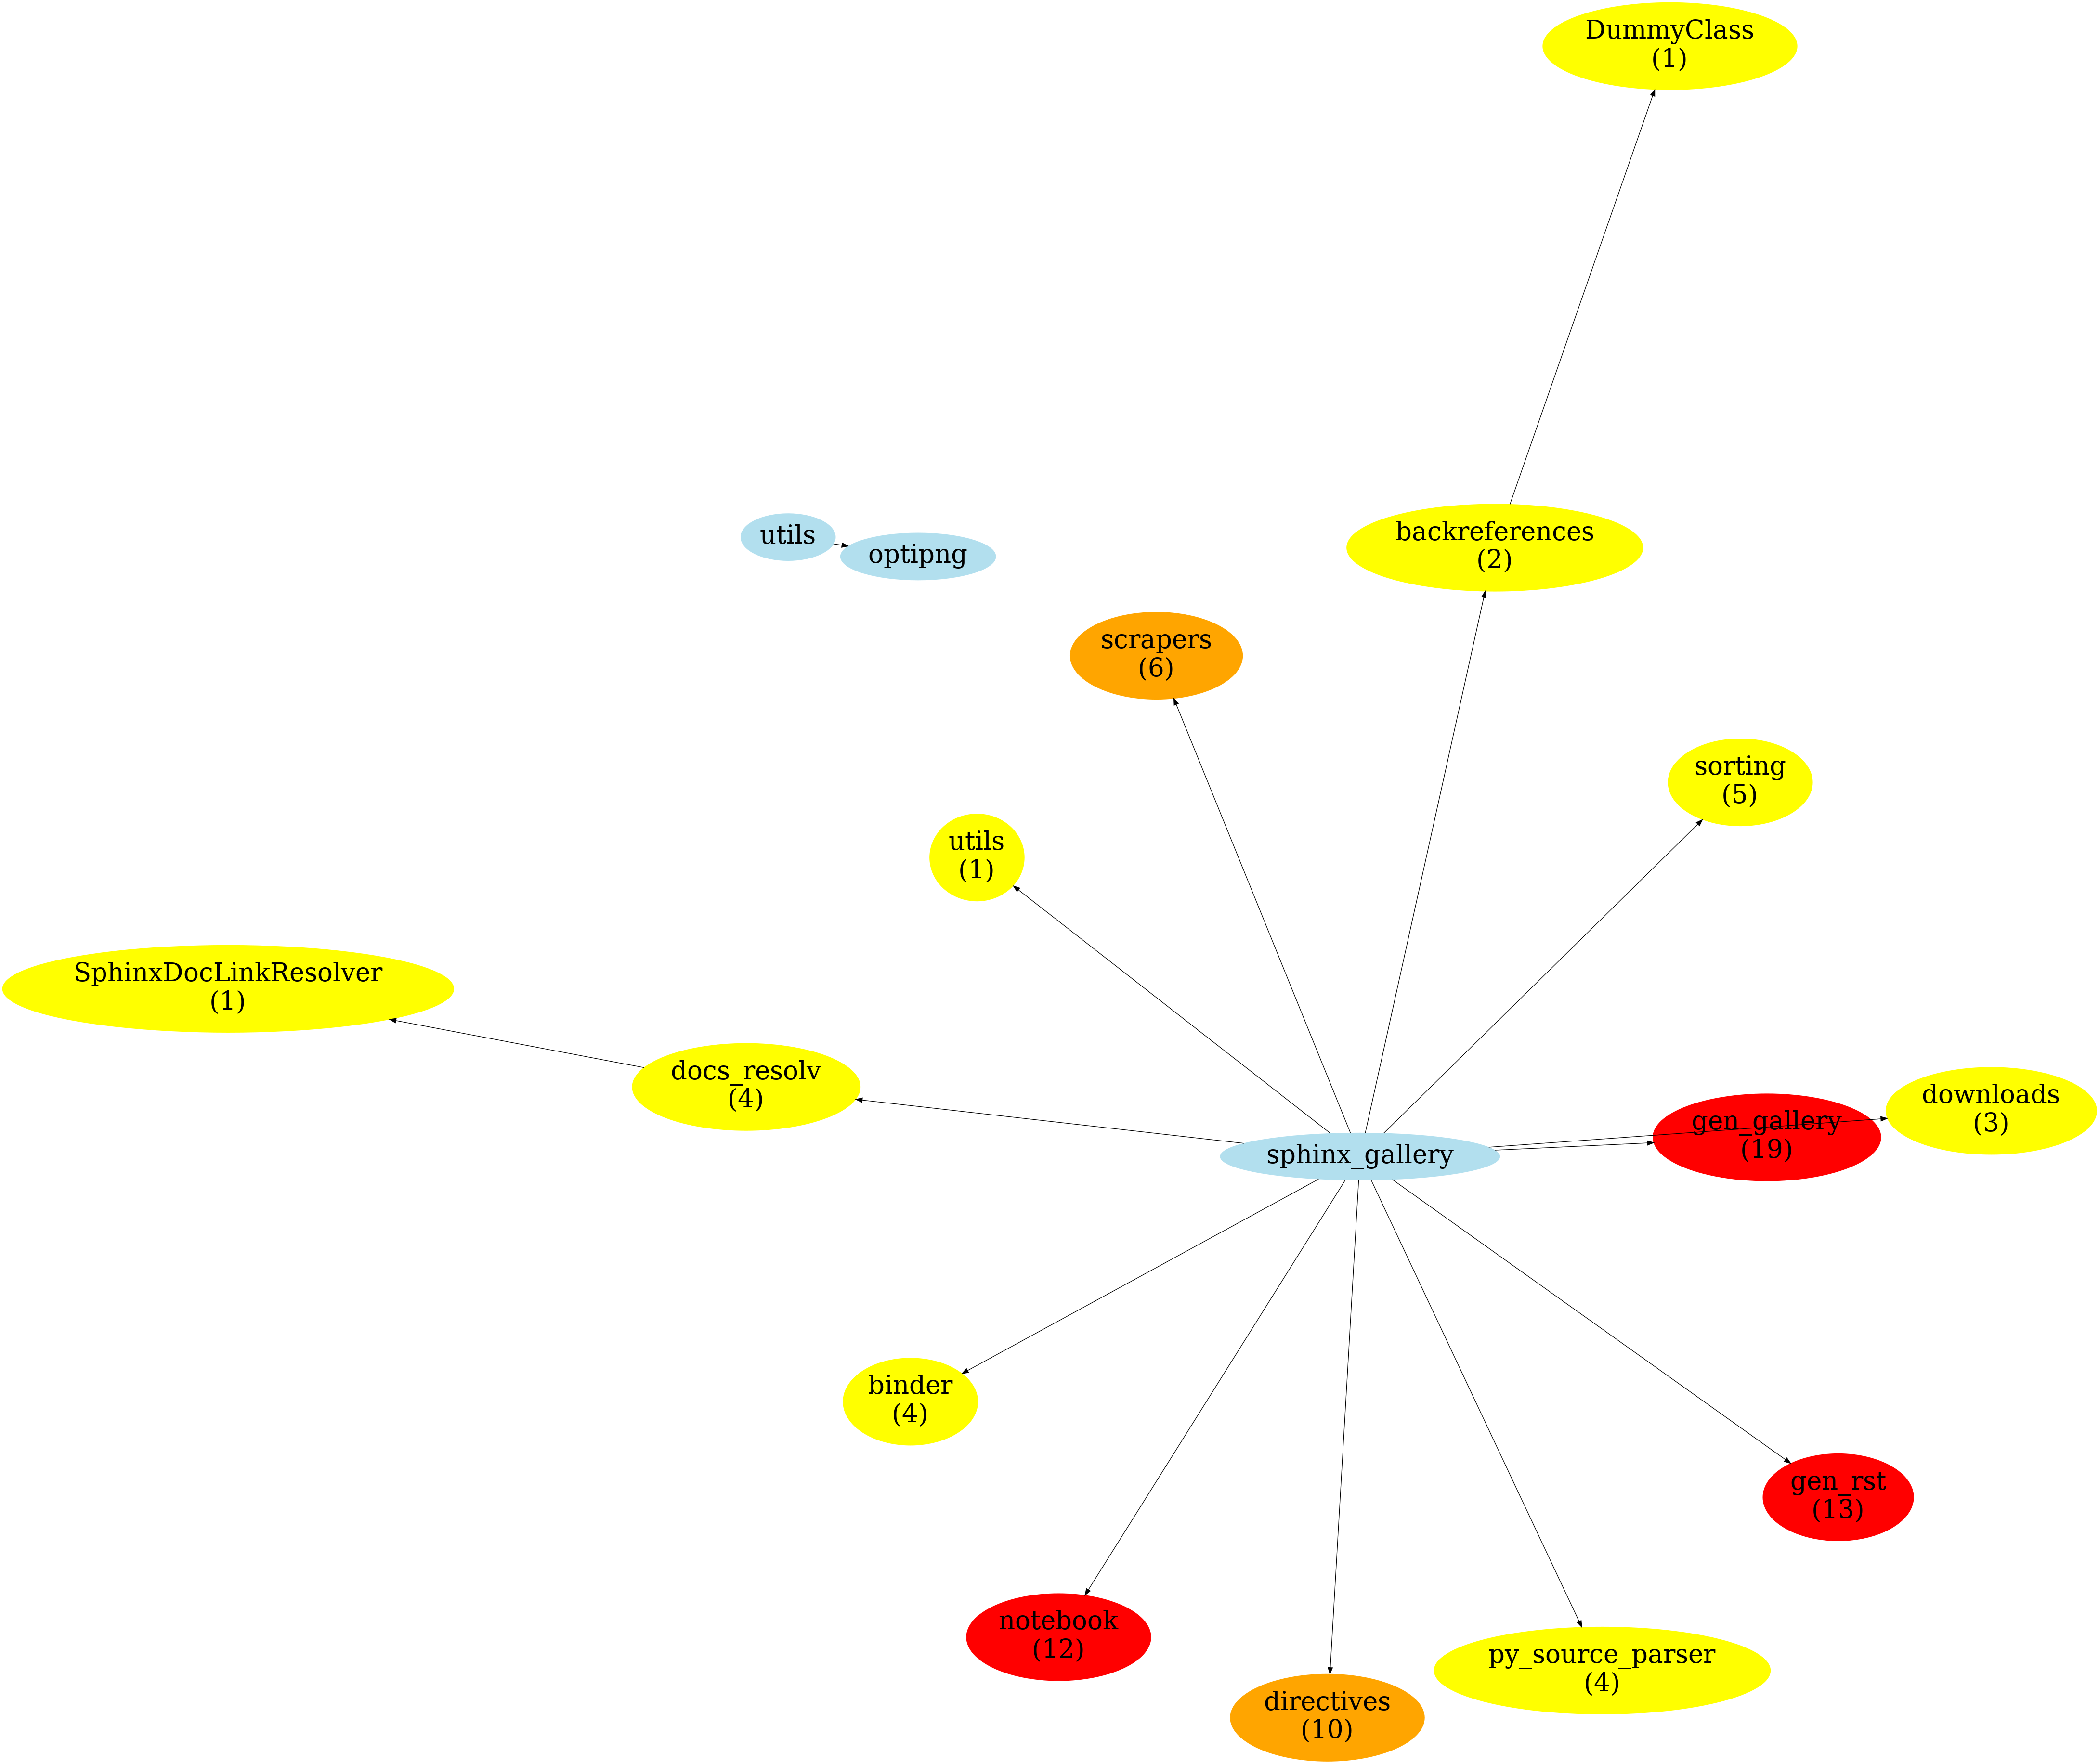 DummyClass
(1)
utils
optipng
backreferences
(2)
scrapers
(6)
sorting
(5)
utils
(1)
SphinxDocLinkResolver
(1)
docs_resolv
(4)
downloads
(3)
gen_gallery
(19)
sphinx_gallery
binder
(4)
gen_rst
(13)
notebook
(12)
py_source_parser
(4)
directives
(10)